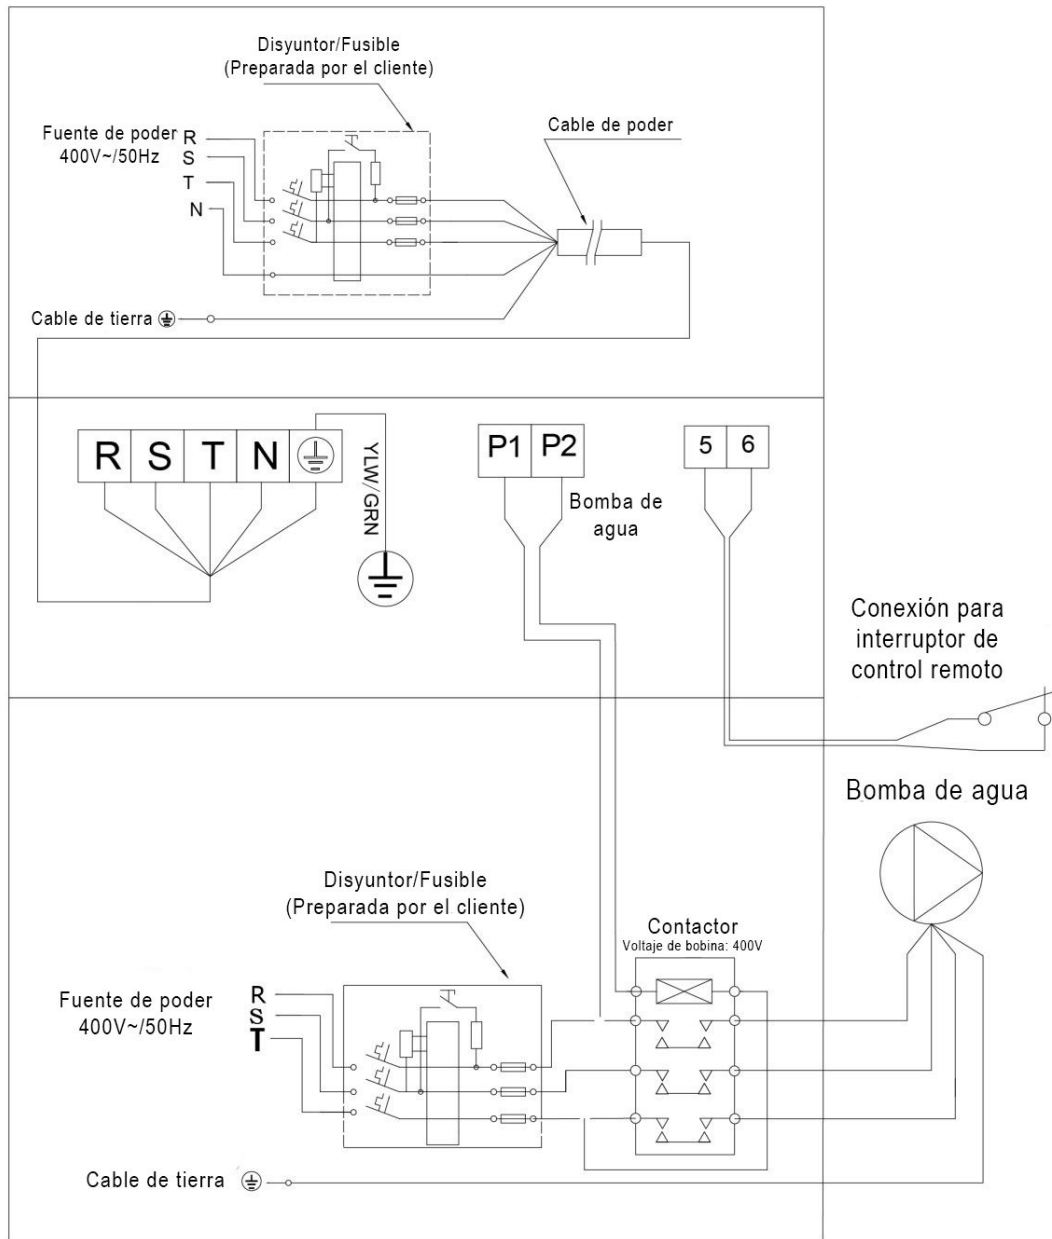 Disyuntor/Fusible
(Preparada por el cliente)
Fuente de poder
400V~/50Hz
R
S
T
N
Cable de poder
Cable de tierra
R S T N
YLW/GRN
P1 P2
Bomba de
agua
5 6
Conexión para
interruptor de
control remoto
Bomba de agua
Disyuntor/Fusible
(Preparada por el cliente)
Contactor
Voltaje de bobina: 400V
Fuente de poder
400V~/50Hz
R
S
T
Cable de tierra